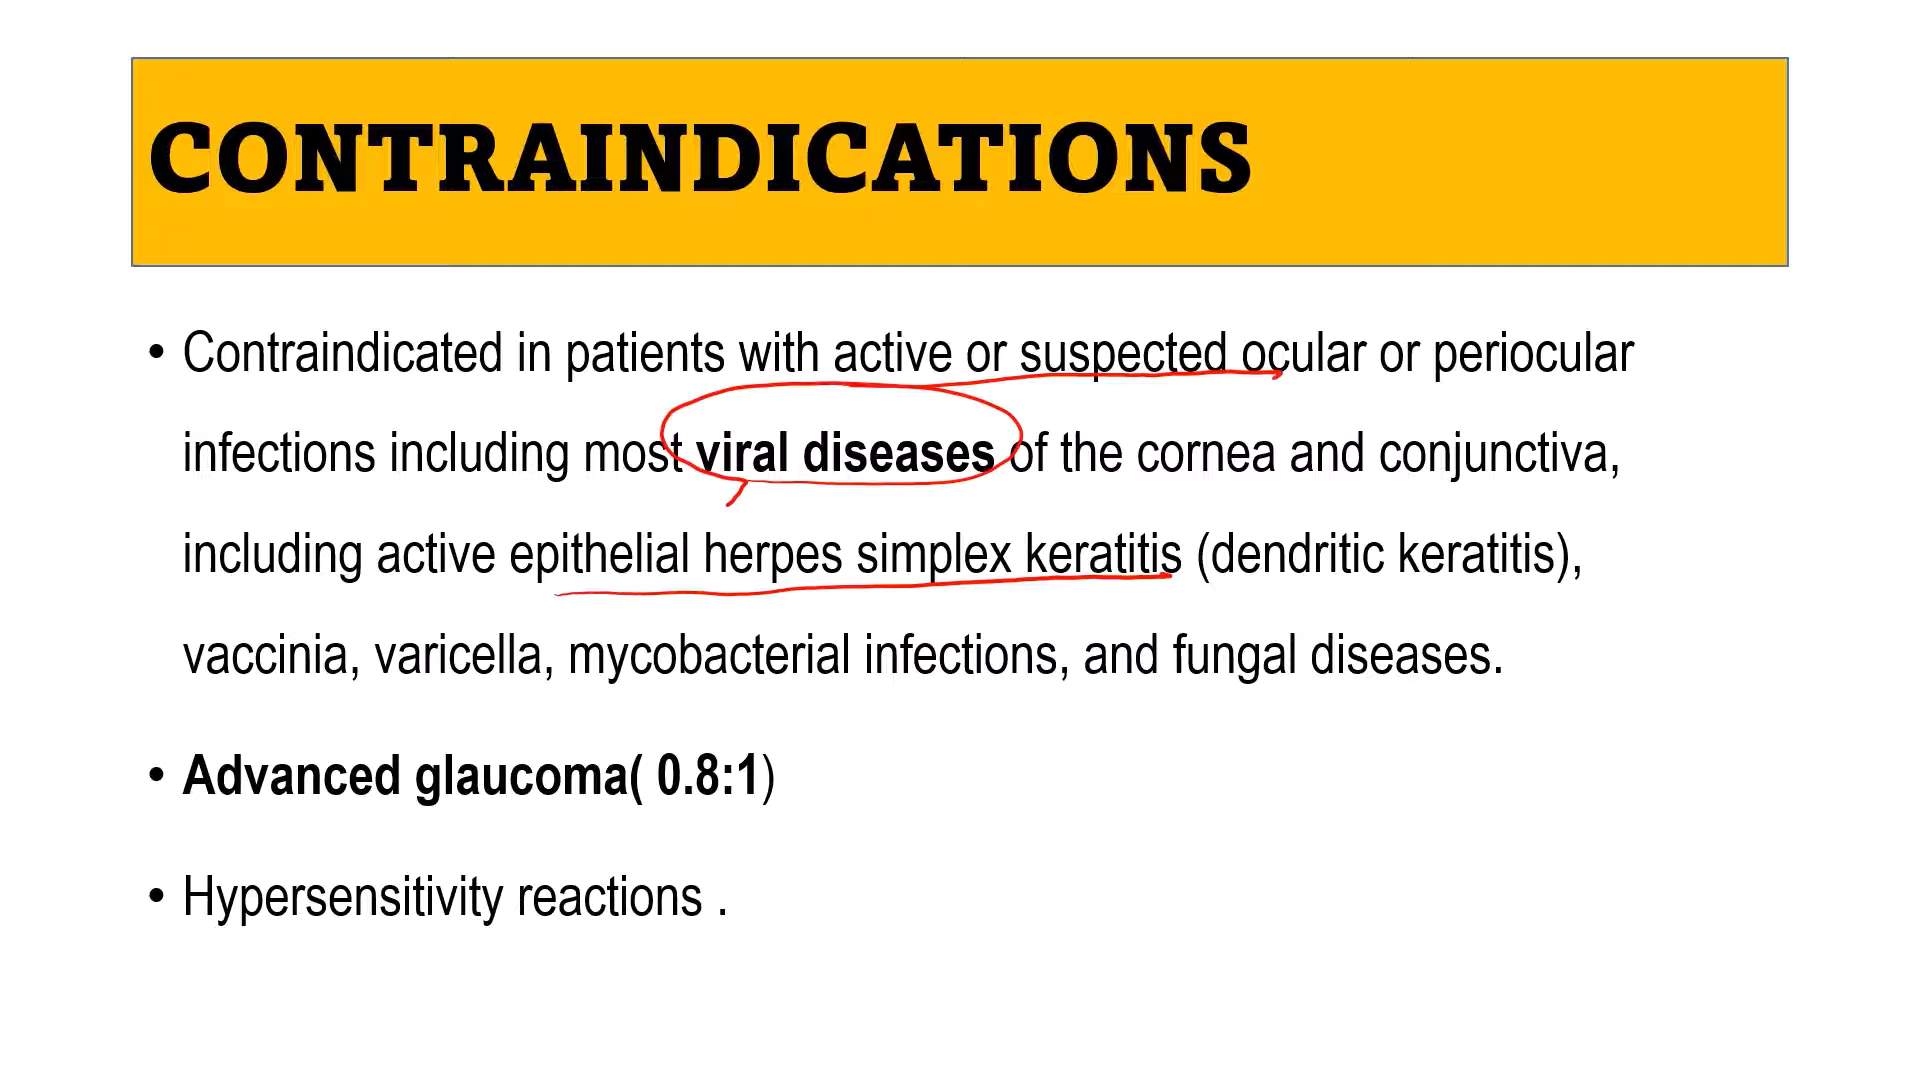 CONTRAINDICATIONS
• Contraindicated in patients with active or suspected ocular or periocular
infections including most viral diseases of the cornea and conjunctiva,
including active epithelial herpes simplex keratitis (dendritic keratitis),
vaccinia, varicella, mycobacterial infections, and fungal diseases.
• Advanced glaucoma( 0.8:1)
• Hypersensitivity reactions .